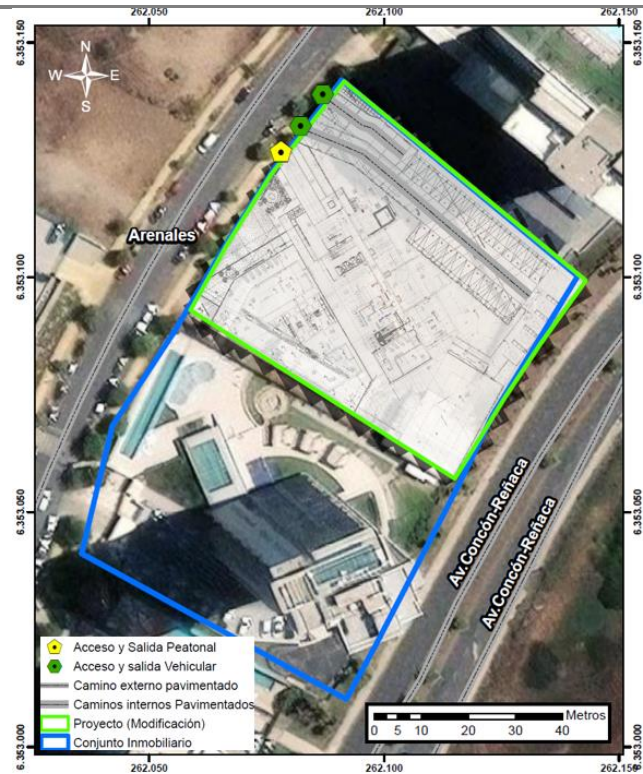 262.050 262.100 262.150
6.353.150 6.353.150
N
W E
S
Arenales
6.353.100 6.353.100
6.353.050 6.353.050
Av.Concón-Reñaca
Av.Concón-Reñaca
Acceso y Salida Peatonal
Acceso y salida Vehicular
Camino externo pavimentado
Caminos internos Pavimentados
Proyecto (Modificación)
Conjunto Inmobiliario
Metros
0 5 10 20 30 40
6.353.000 6.353.000
262.050 262.100 262.150